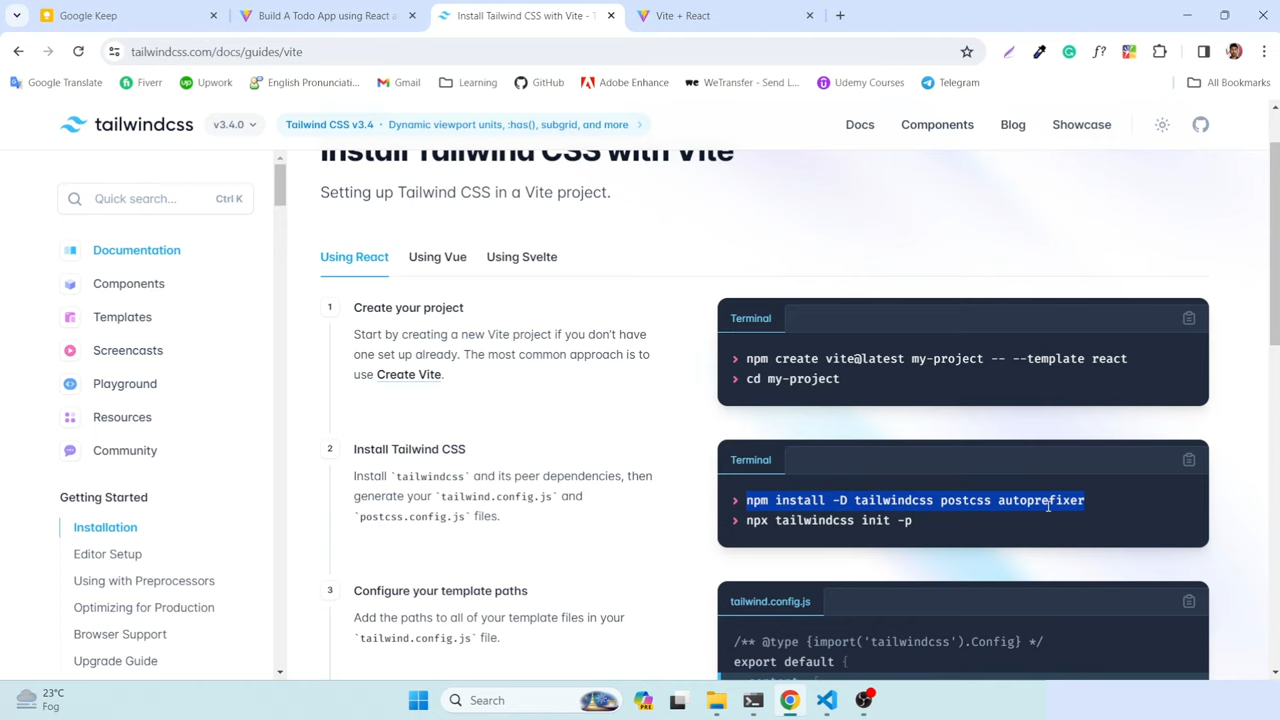 Google Keep
Build A Todo App using React a
Install Tailwind CSS with Vite - T
Vite + React
tailwindcss.com/docs/guides/vite
Google Translate
Fiverr
Upwork
English Pronunciati...
Gmail
Learning
GitHub
Adobe Enhance
WeTransfer - Send L...
Udemy Courses
Telegram
All Bookmarks
tailwindcss
v3.4.0
Tailwind CSS v3.4 · Dynamic viewport units, :has(), subgrid, and more
Docs
Components
Blog
Showcase
Install Tailwind CSS with Vite
Setting up Tailwind CSS in a Vite project.
Quick search...
Ctrl K
Documentation
Components
Templates
Screencasts
Playground
Resources
Community
Getting Started
Installation
Editor Setup
Using with Preprocessors
Optimizing for Production
Browser Support
Upgrade Guide
Using React
Using Vue
Using Svelte
1
Create your project
Start by creating a new Vite project if you don't have
one set up already. The most common approach is to
use Create Vite.
Terminal
> npm create vite@latest my-project -- --template react
> cd my-project
2
Install Tailwind CSS
Install `tailwindcss` and its peer dependencies, then
generate your `tailwind.config.js` and
`postcss.config.js` files.
Terminal
> npm install -D tailwindcss postcss autoprefixer
> npx tailwindcss init -p
3
Configure your template paths
Add the paths to all of your template files in your
`tailwind.config.js` file.
tailwind.config.js
/** @type {import('tailwindcss').Config} */
export default {
23°C
Fog
Search